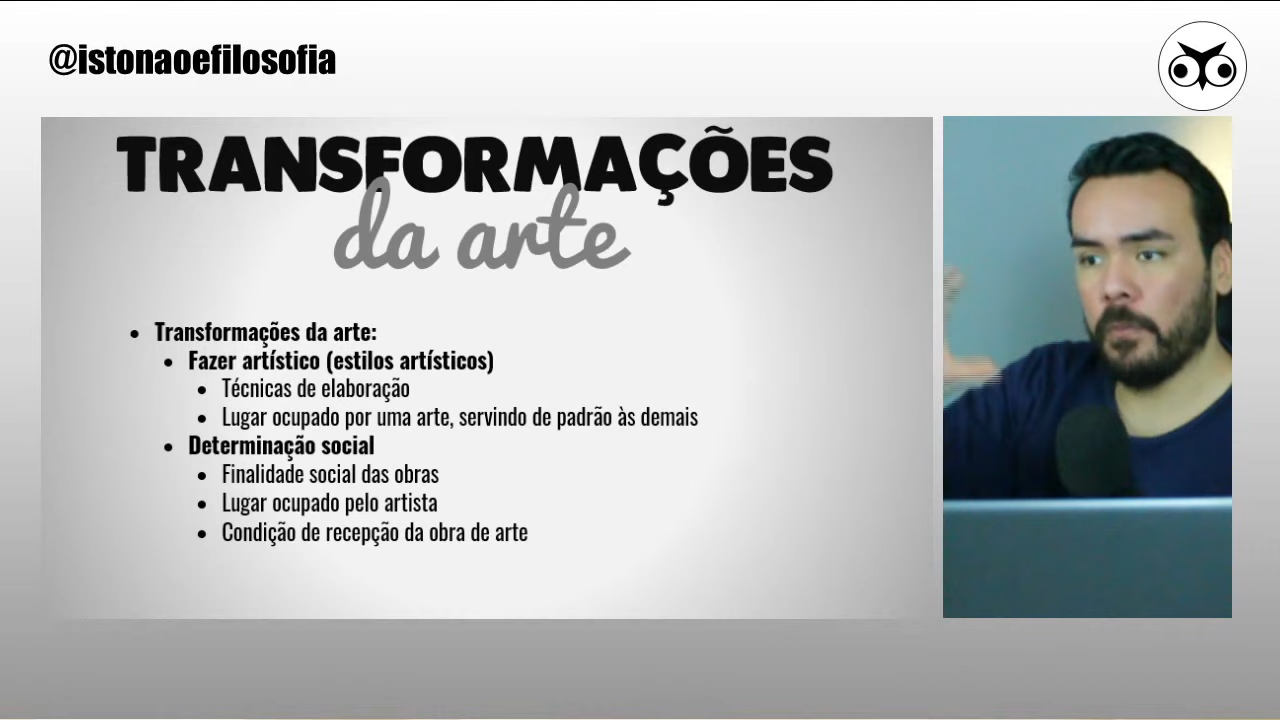 @istonaoefilosofia
TRANSFORMAÇÕES
da arte
• Transformações da arte:
• Fazer artístico (estilos artísticos)
• Técnicas de elaboração
• Lugar ocupado por uma arte, servindo de padrão às demais
• Determinação social
• Finalidade social das obras
• Lugar ocupado pelo artista
• Condição de recepção da obra de arte